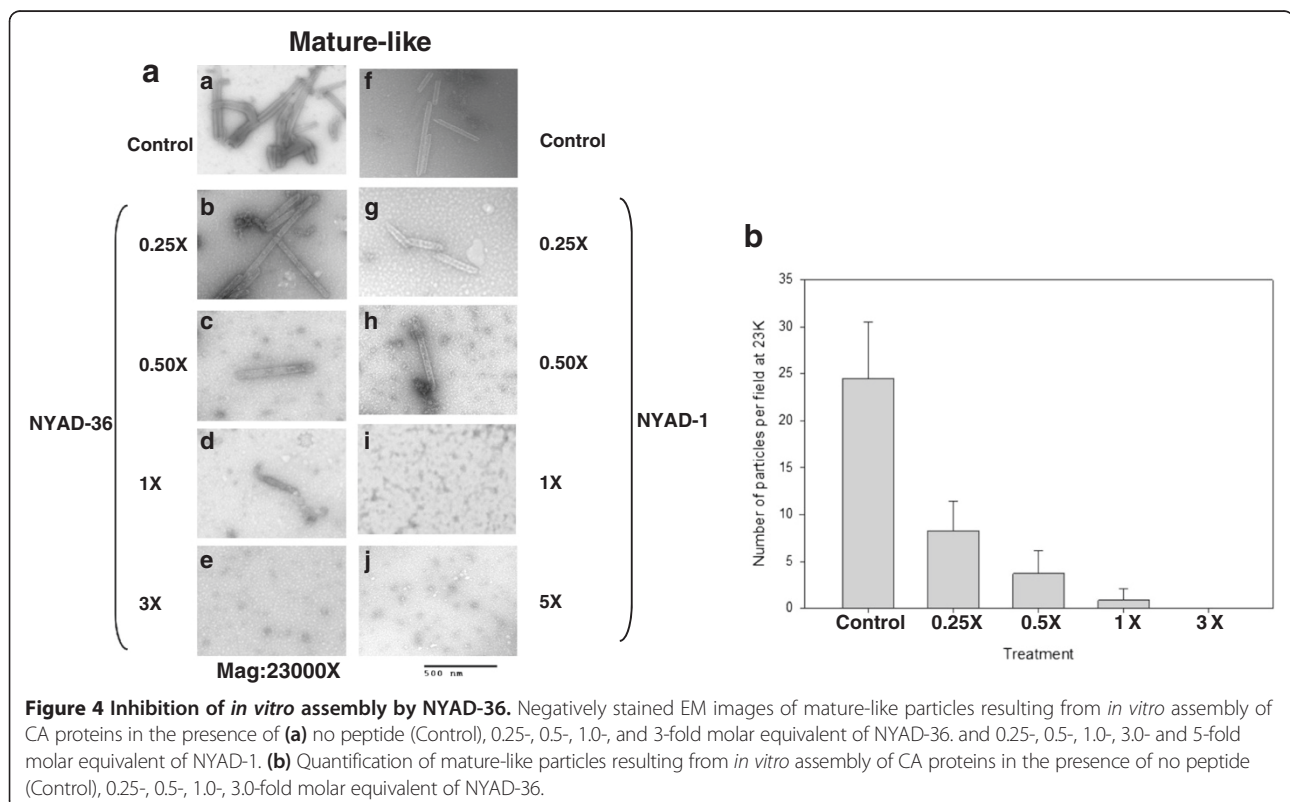 Mature-like
a
a
f
Control
Control
b
g
0.25X
0.25X
c
h
0.50X
0.50X
NYAD-36
NYAD-1
d
i
1X
1X
e
j
3X
5X
Mag:23000X
500 nm
b
Number of particles per field at 23K
35
30
25
20
15
10
5
0
Control 0.25X 0.5X 1 X 3 X
Treatment
Figure 4 Inhibition of in vitro assembly by NYAD-36. Negatively stained EM images of mature-like particles resulting from in vitro assembly of
CA proteins in the presence of (a) no peptide (Control), 0.25-, 0.5-, 1.0-, and 3-fold molar equivalent of NYAD-36. and 0.25-, 0.5-, 1.0-, 3.0- and 5-fold
molar equivalent of NYAD-1. (b) Quantification of mature-like particles resulting from in vitro assembly of CA proteins in the presence of no peptide
(Control), 0.25-, 0.5-, 1.0-, 3.0-fold molar equivalent of NYAD-36.